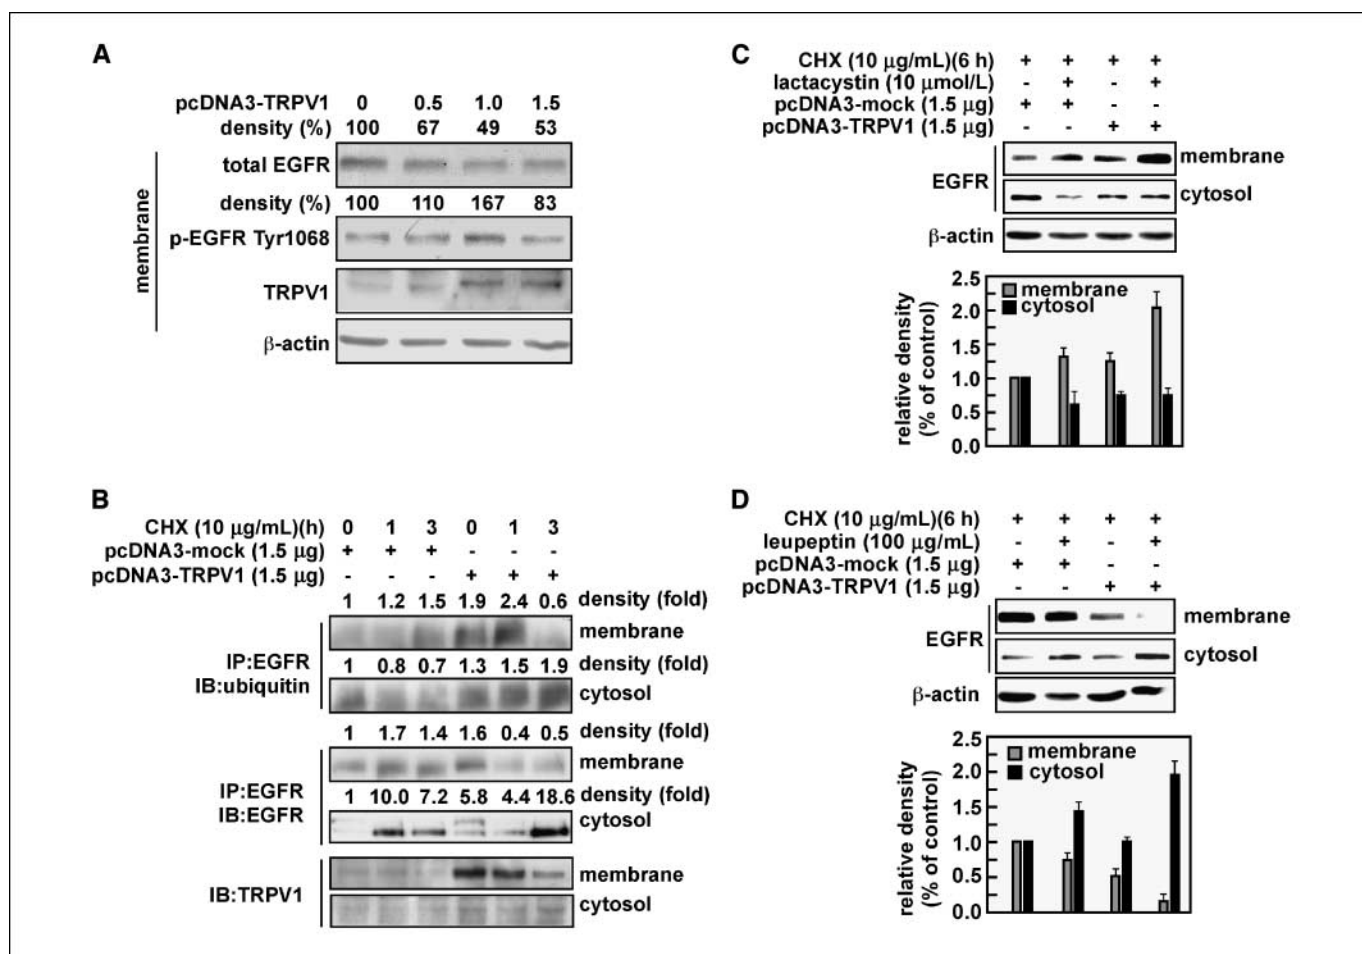 A
pcDNA3-TRPV1 0 0.5 1.0 1.5
density (%) 100 67 49 53
total EGFR
density (%) 100 110 167 83
p-EGFR Tyr1068
TRPV1
β-actin
membrane
B
CHX (10 μg/mL)(h) 0 1 3 0 1 3
pcDNA3-mock (1.5 μg) + + + - - -
pcDNA3-TRPV1 (1.5 μg) - - - + + +
1 1.2 1.5 1.9 2.4 0.6 density (fold)
membrane
IP:EGFR
IB:ubiquitin
1 0.8 0.7 1.3 1.5 1.9 density (fold)
cytosol
1 1.7 1.4 1.6 0.4 0.5 density (fold)
membrane
IP:EGFR
IB:EGFR
1 10.0 7.2 5.8 4.4 18.6 density (fold)
cytosol
IB:TRPV1
membrane
cytosol
C
CHX (10 μg/mL)(6 h) + + + +
lactacystin (10 μmol/L) - + - +
pcDNA3-mock (1.5 μg) + + - -
pcDNA3-TRPV1 (1.5 μg) - - + +
EGFR
membrane
cytosol
β-actin
relative density
(% of control)
2.5
2.0
1.5
1.0
0.5
0.0
membrane
cytosol
D
CHX (10 μg/mL)(6 h) + + + +
leupeptin (100 μg/mL) - + - +
pcDNA3-mock (1.5 μg) + + - -
pcDNA3-TRPV1 (1.5 μg) - - + +
EGFR
membrane
cytosol
β-actin
relative density
(% of control)
2.5
2.0
1.5
1.0
0.5
0.0
membrane
cytosol